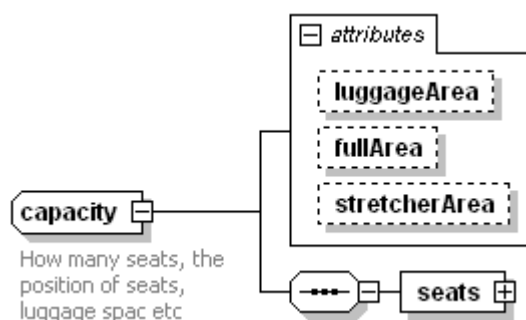 attributes
luggageArea
fullArea
stretcherArea
capacity
How many seats, the
position of seats,
luggage spac etc
seats